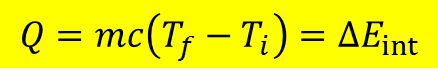 Q = mc(T_f − T_i) = ΔE_int